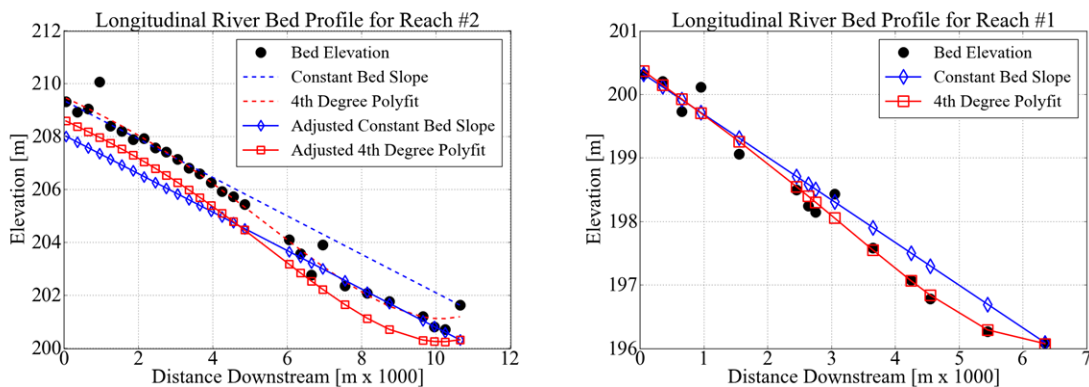 Longitudinal River Bed Profile for Reach #2
212
210
208
206
204
202
200
Elevation [m]
Bed Elevation
Constant Bed Slope
4th Degree Polyfit
Adjusted Constant Bed Slope
Adjusted 4th Degree Polyfit
0 2 4 6 8 10 12
Distance Downstream [m x 1000]
Longitudinal River Bed Profile for Reach #1
201
200
199
198
197
196
Elevation [m]
Bed Elevation
Constant Bed Slope
4th Degree Polyfit
0 1 2 3 4 5 6 7
Distance Downstream [m x 1000]